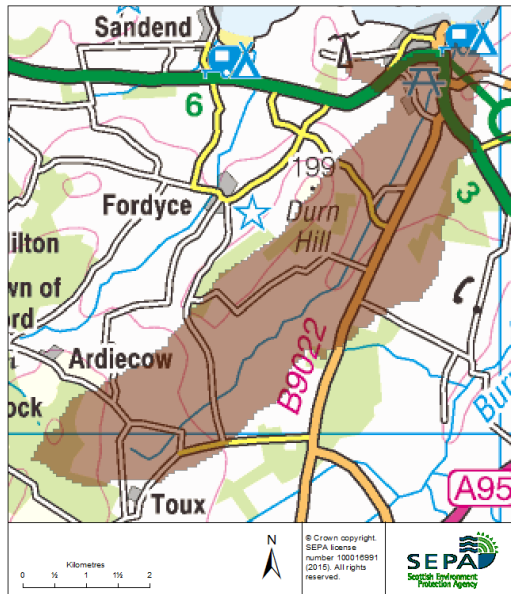 Sandend
6
199
Fordyce
Durn
Hill
3
ilton
wn of
rd
Ardiecow
B9022
ock
Bur
A95
Toux
Kilometres
0 ½ 1 1½ 2
N
© Crown copyright.
SEPA license
number 100016991
(2015). All rights
reserved.
SEPA
Scottish Environment
Protection Agency